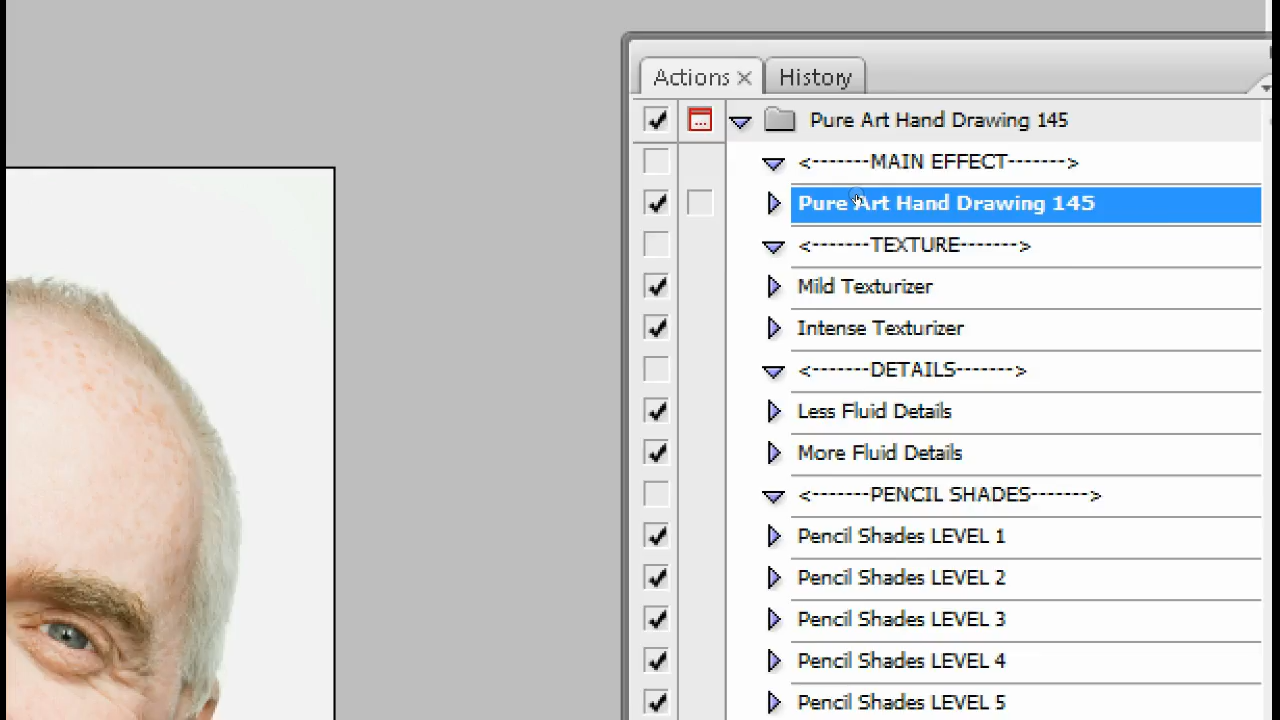 Actions History
Pure Art Hand Drawing 145
<-------MAIN EFFECT------->
Pure Art Hand Drawing 145
<-------TEXTURE------->
Mild Texturizer
Intense Texturizer
<-------DETAILS------->
Less Fluid Details
More Fluid Details
<-------PENCIL SHADES------->
Pencil Shades LEVEL 1
Pencil Shades LEVEL 2
Pencil Shades LEVEL 3
Pencil Shades LEVEL 4
Pencil Shades LEVEL 5